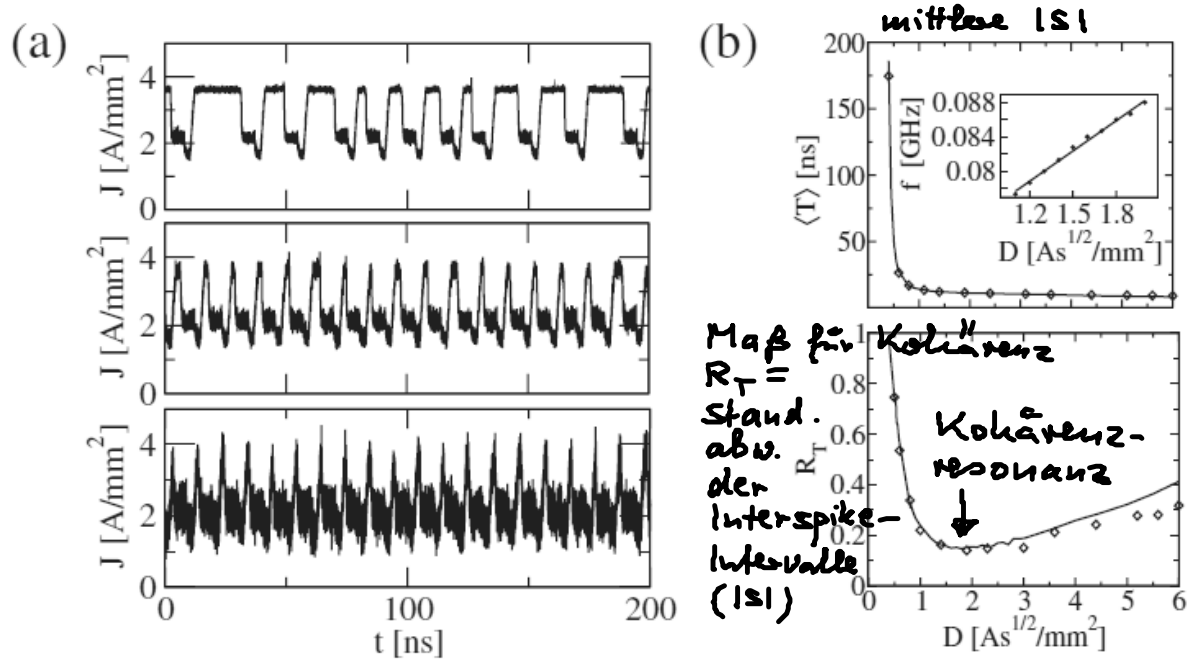 (a)
J [A/mm²]
4
2
0
J [A/mm²]
4
2
0
J [A/mm²]
4
2
0
0 100 200
t [ns]
(b)
mittlere ISI
⟨T⟩ [ns]
200
150
100
50
f [GHz]
0.088
0.084
0.08
1.2 1.5 1.8
D [As^1/2/mm²]
Maß für Kohärenz
R_T =
Stand.
abw.
der
Interspike-
Intervalle
(ISI)
Kohärenz-
resonanz
R_T
1
0.8
0.6
0.4
0.2
0
0 1 2 3 4 5 6
D [As^1/2/mm²]